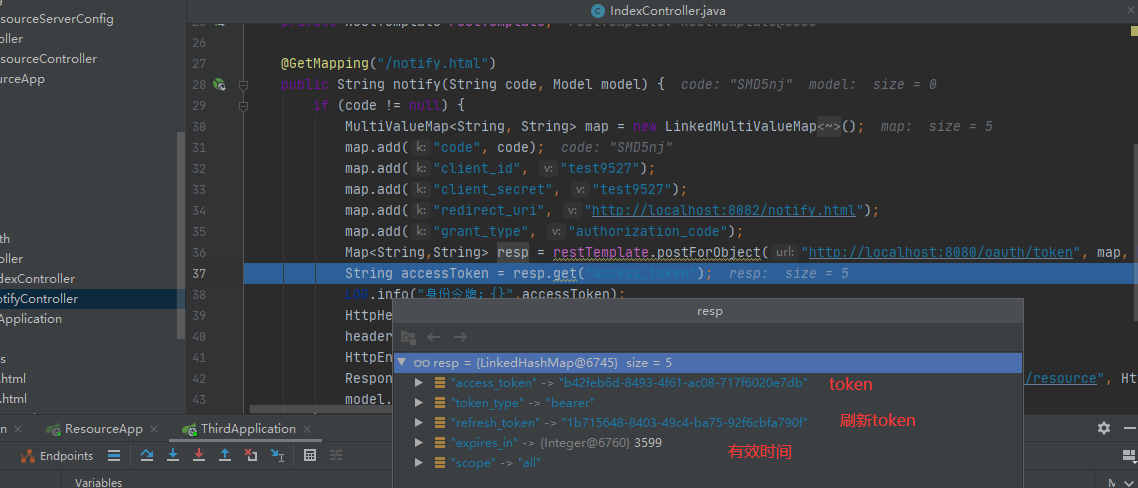 IndexController.java
sourceServerConfig
oller
sourceController
urceApp
26
27 @GetMapping("/notify.html")
28 public String notify(String code, Model model) { code: "SMD5nj" model: size = 0
29 if (code != null) {
30 MultiValueMap<String, String> map = new LinkedMultiValueMap<~>(); map: size = 5
31 map.add( k: "code", code); code: "SMD5nj"
32 map.add( k: "client_id", v: "test9527");
33 map.add( k: "client_secret", v: "test9527");
34 map.add( k: "redirect_uri", v: "http://localhost:8082/notify.html");
35 map.add( k: "grant_type", v: "authorization_code");
36 Map<String,String> resp = restTemplate.postForObject( url: "http://localhost:8080/oauth/token", map,
37 String accessToken = resp.get("access_token"); resp: size = 5
38 LOG.info("身份令牌: {}",accessToken);
39 HttpHe
40 header
41 HttpEn
42 Respon /resource", Ht
43 model.
th
oller
dexController
otifyController
Application
s
.html
.html
resp
resp = {LinkedHashMap@6745} size = 5
"access_token" -> "b42feb6d-8493-4f61-ac08-717f6020e7db" token
"token_type" -> "bearer"
"refresh_token" -> "1b715648-8403-49c4-ba75-92f6cbfa790f" 刷新token
"expires_in" -> {Integer@6760} 3599 有效时间
"scope" -> "all"
n ResourceApp ThirdApplication
Endpoints
Variables